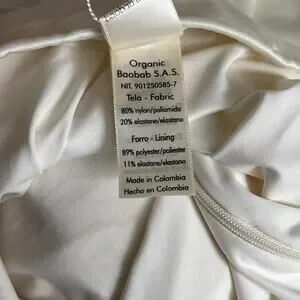 baobab
Organic
Baobab S.A.S.
NIT. 901250585-7
Tela - Fabric
80% nylon/poliamida
20% elastane/elastano
Forro - Lining
89% polyester/poliester
11% elastane/elastano
Made in Colombia
Hecho en Colombia